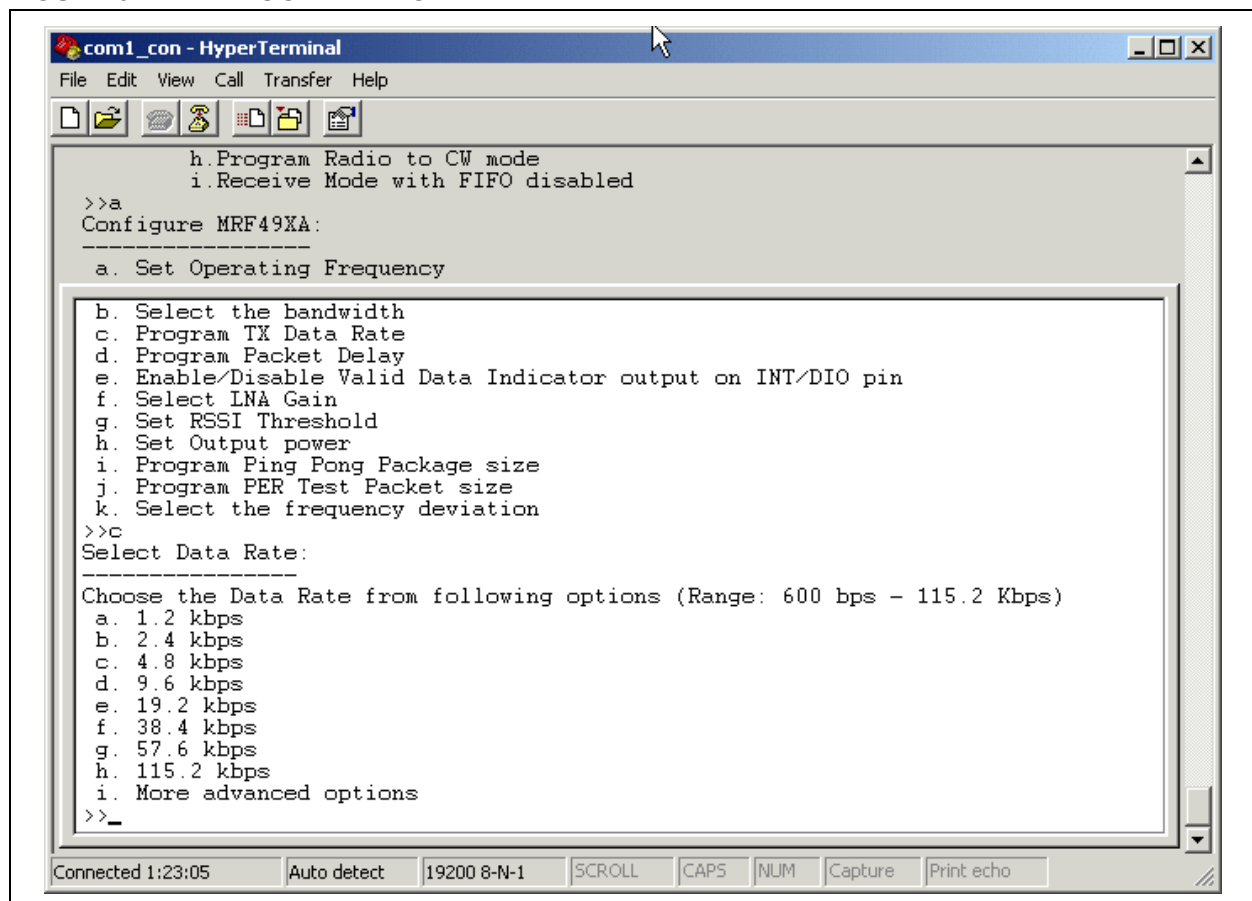 com1_con - HyperTerminal
File Edit View Call Transfer Help
h.Program Radio to CW mode
i.Receive Mode with FIFO disabled
>>a
Configure MRF49XA:
-----------------
a. Set Operating Frequency
b. Select the bandwidth
c. Program TX Data Rate
d. Program Packet Delay
e. Enable/Disable Valid Data Indicator output on INT/DIO pin
f. Select LNA Gain
g. Set RSSI Threshold
h. Set Output power
i. Program Ping Pong Package size
j. Program PER Test Packet size
k. Select the frequency deviation
>>c
Select Data Rate:
----------------
Choose the Data Rate from following options (Range: 600 bps - 115.2 Kbps)
a. 1.2 kbps
b. 2.4 kbps
c. 4.8 kbps
d. 9.6 kbps
e. 19.2 kbps
f. 38.4 kbps
g. 57.6 kbps
h. 115.2 kbps
i. More advanced options
>>_
Connected 1:23:05 Auto detect 19200 8-N-1 SCROLL CAPS NUM Capture Print echo